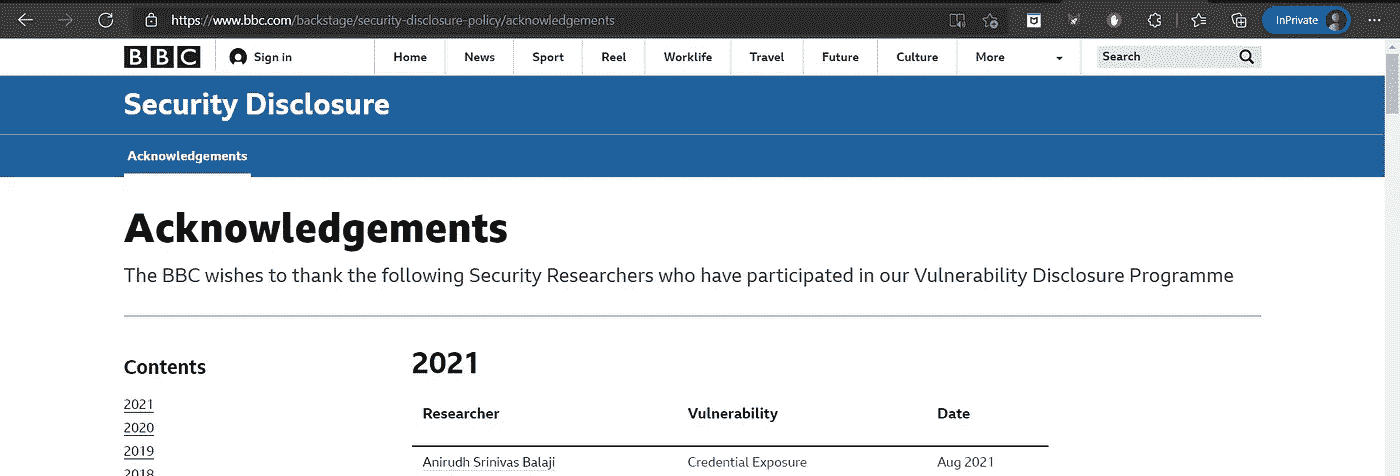 https://www.bbc.com/backstage/security-disclosure-policy/acknowledgements InPrivate
BBC Sign in Home News Sport Reel Worklife Travel Future Culture More Search
Security Disclosure
Acknowledgements
Acknowledgements
The BBC wishes to thank the following Security Researchers who have participated in our Vulnerability Disclosure Programme
Contents
2021
2020
2019
2018
2021
Researcher Vulnerability Date
Anirudh Srinivas Balaji Credential Exposure Aug 2021